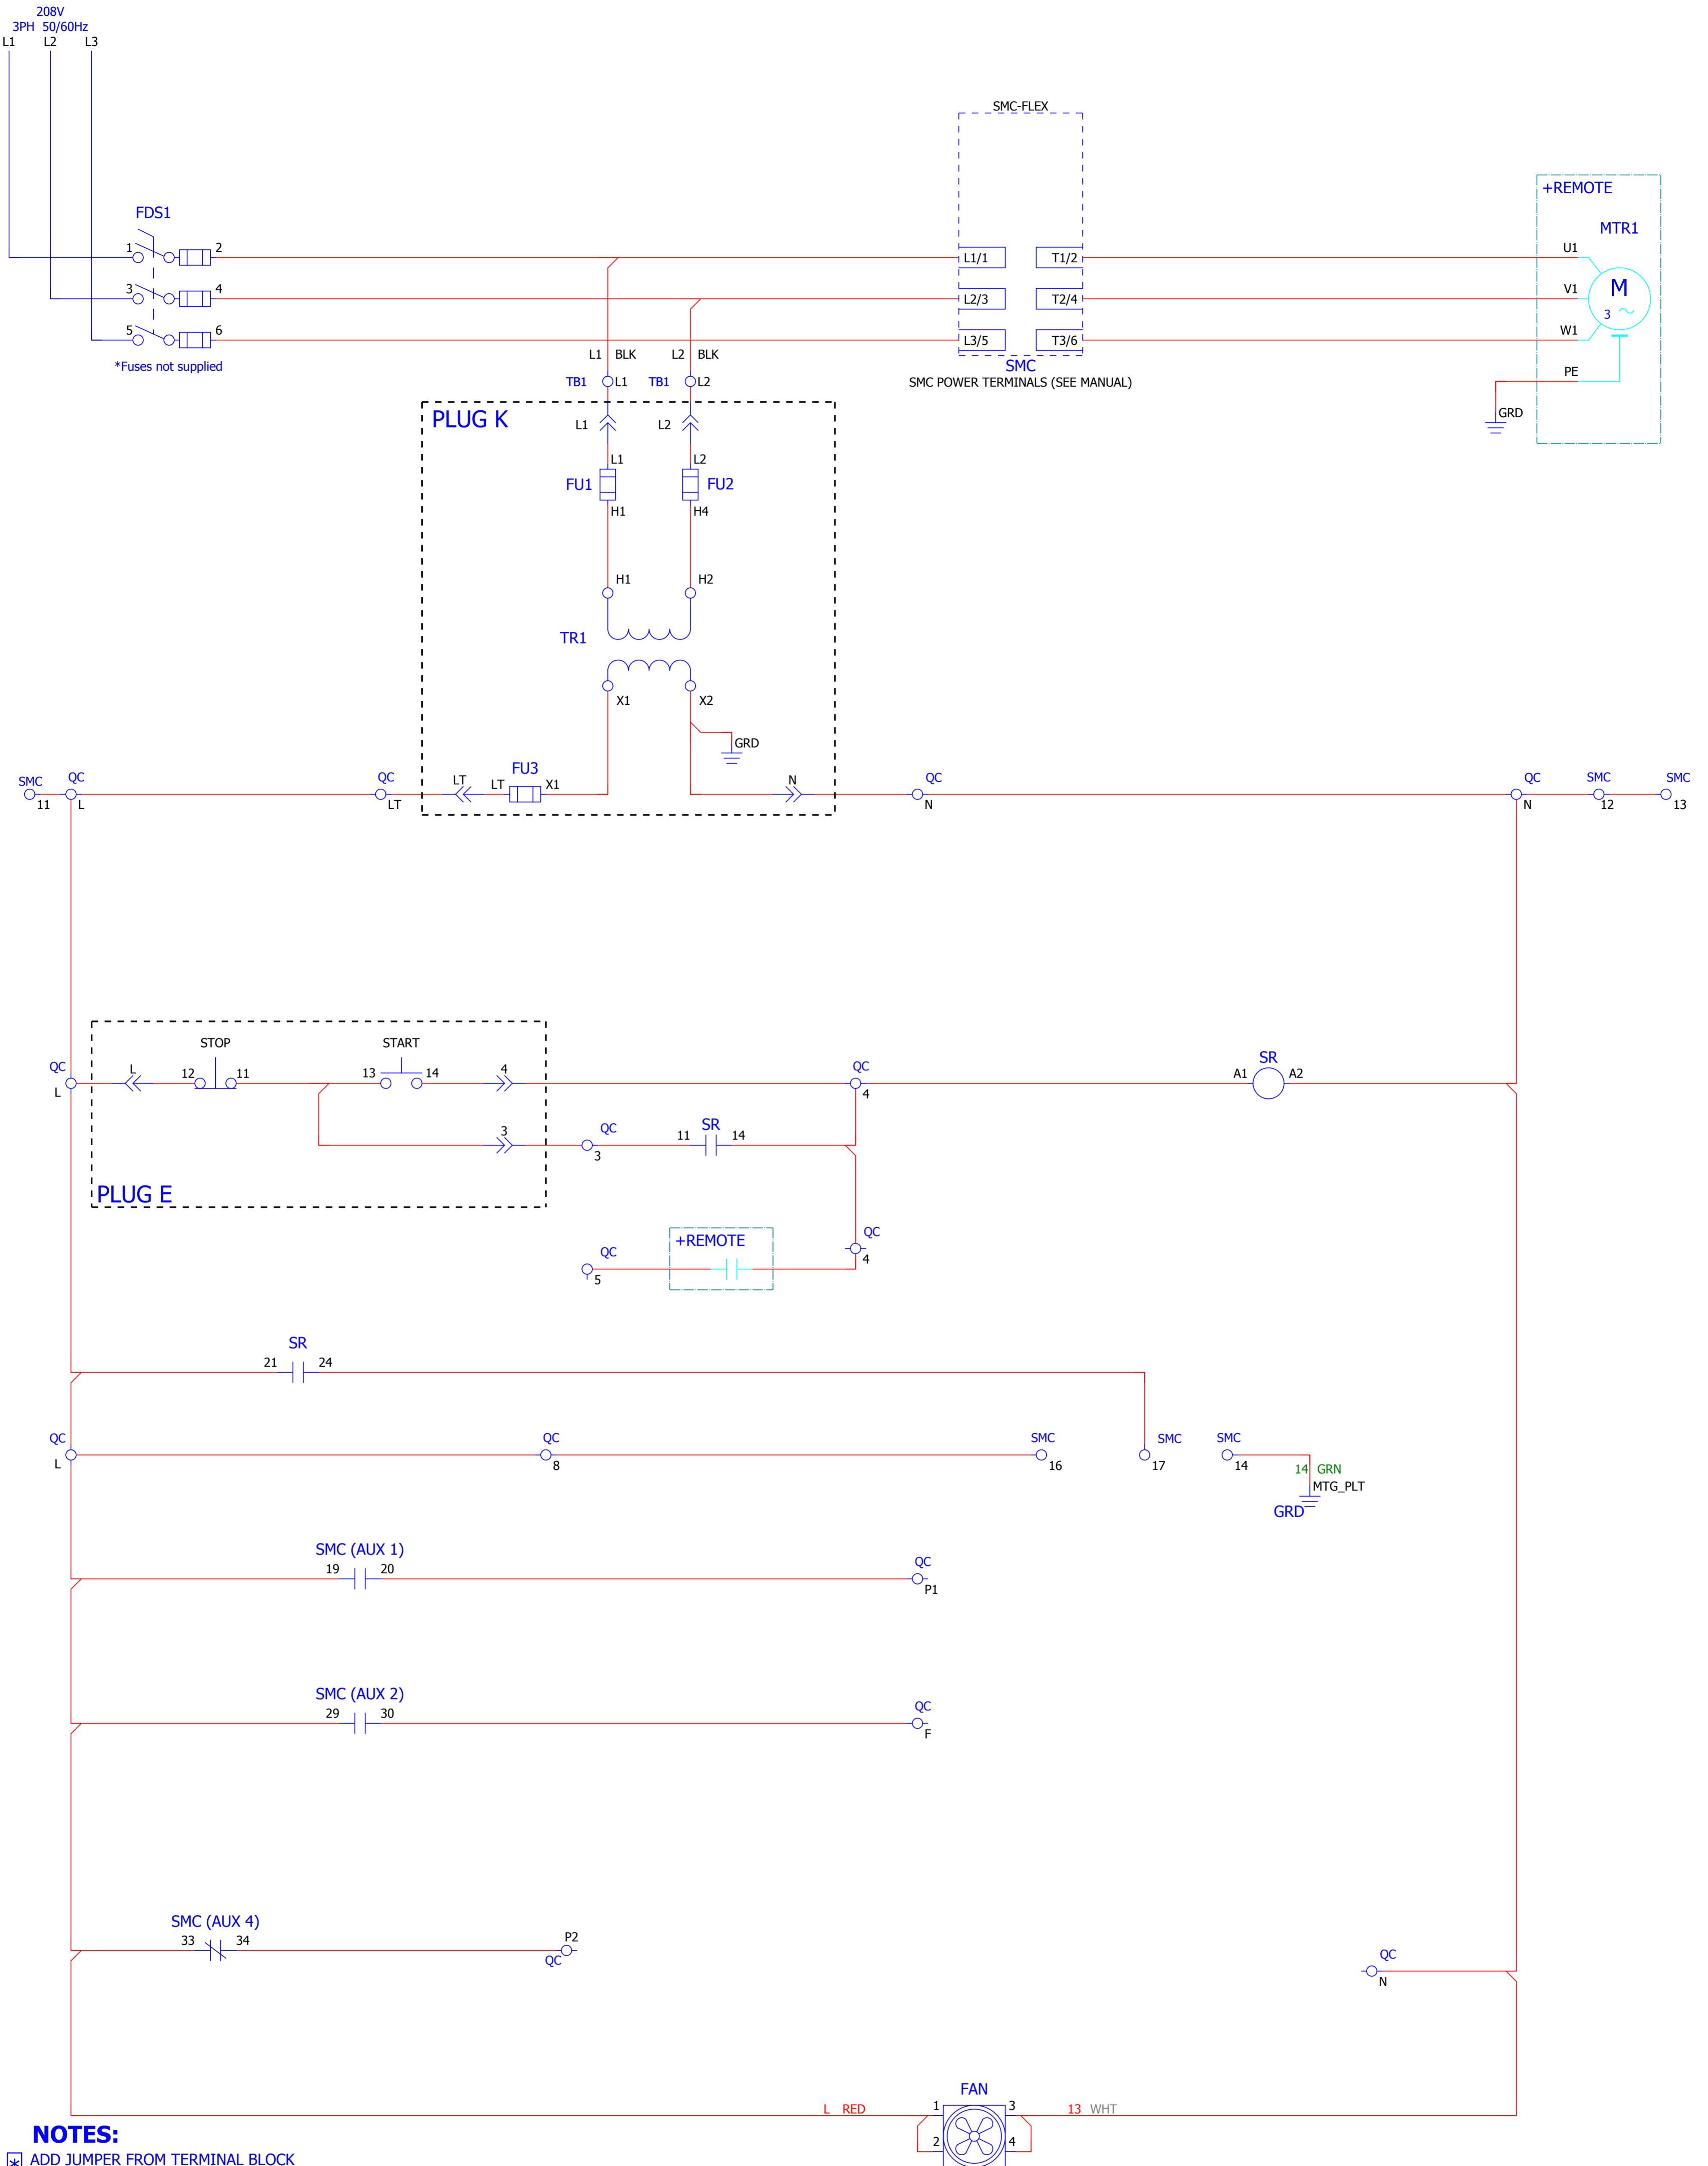 208V
3PH 50/60Hz
L1 L2 L3
SMC-FLEX
+REMOTE
FDS1
MTR1
1 2
L1/1 T1/2
U1
3 4
L2/3 T2/4
V1
M
3
5 6
L3/5 T3/6
W1
*Fuses not supplied
L1 BLK L2 BLK
SMC
SMC POWER TERMINALS (SEE MANUAL)
PE
TB1 L1 TB1 L2
GRD
PLUG K
L1 L2
L1 L2
FU1 FU2
H1 H4
H1 H2
TR1
X1 X2
GRD
SMC QC QC
LT LT FU3 X1
N QC
QC SMC SMC
11 L LT
N
N 12 13
STOP START
QC L 12 11 13 14 4
QC
SR
L
4
A1 A2
3 QC
SR
11 14
3
PLUG E
QC
+REMOTE
QC
4
5
SR
21 24
QC QC SMC SMC SMC
L 8 16 17 14
14 GRN
MTG_PLT
GRD
SMC (AUX 1)
19 20
QC
P1
SMC (AUX 2)
29 30
QC
F
SMC (AUX 4)
33 34
P2
QC
QC
N
FAN
L RED 1 3 13 WHT
2 4
NOTES:
* ADD JUMPER FROM TERMINAL BLOCK